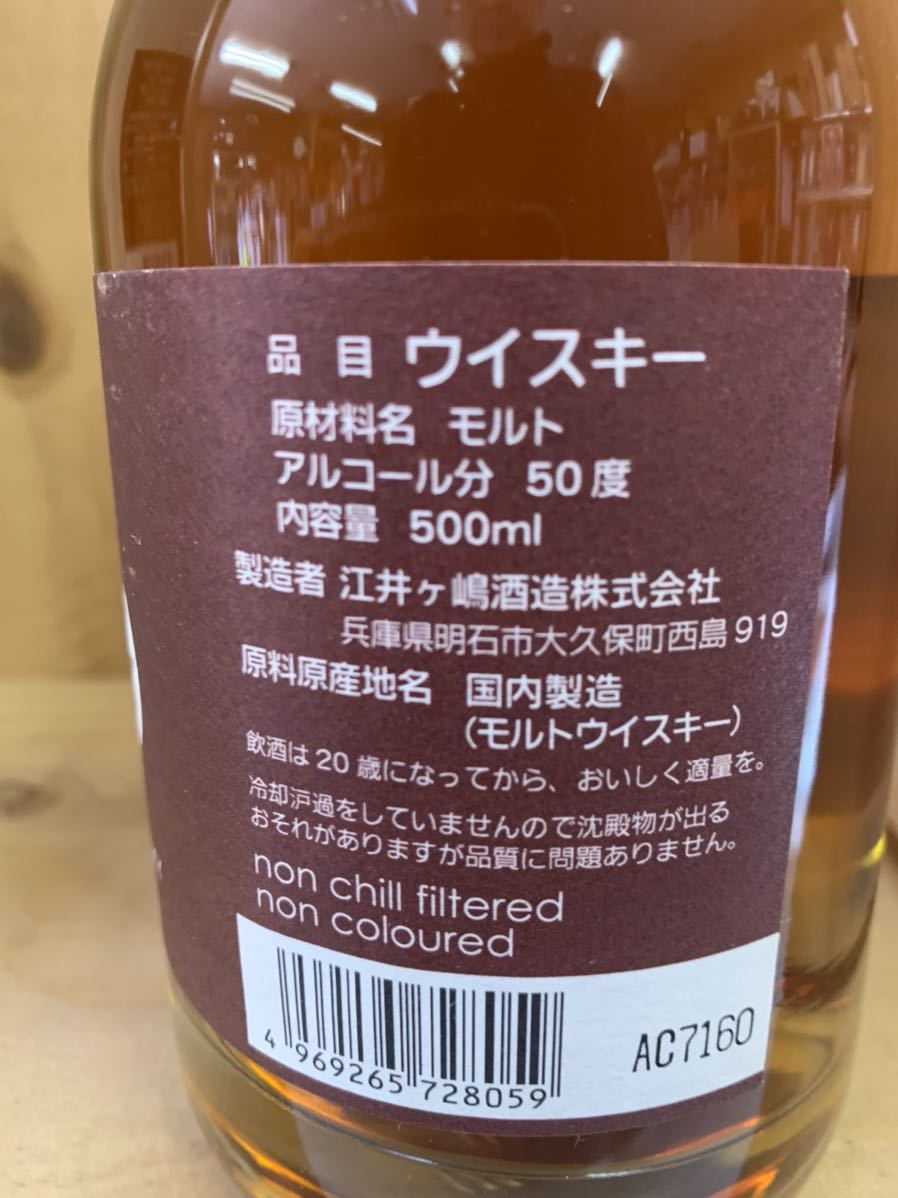 品目 ウイスキー
原材料名 モルト
アルコール分 50度
内容量 500ml
製造者 江井ヶ嶋酒造株式会社
兵庫県明石市大久保町西島919
原料原産地名 国内製造
(モルトウイスキー)
飲酒は20歳になってから、おいしく適量を。
冷却沪過をしていませんので沈殿物が出る
おそれがありますが品質に問題ありません。
non chill filtered
non coloured
4 969265 728059
AC7160